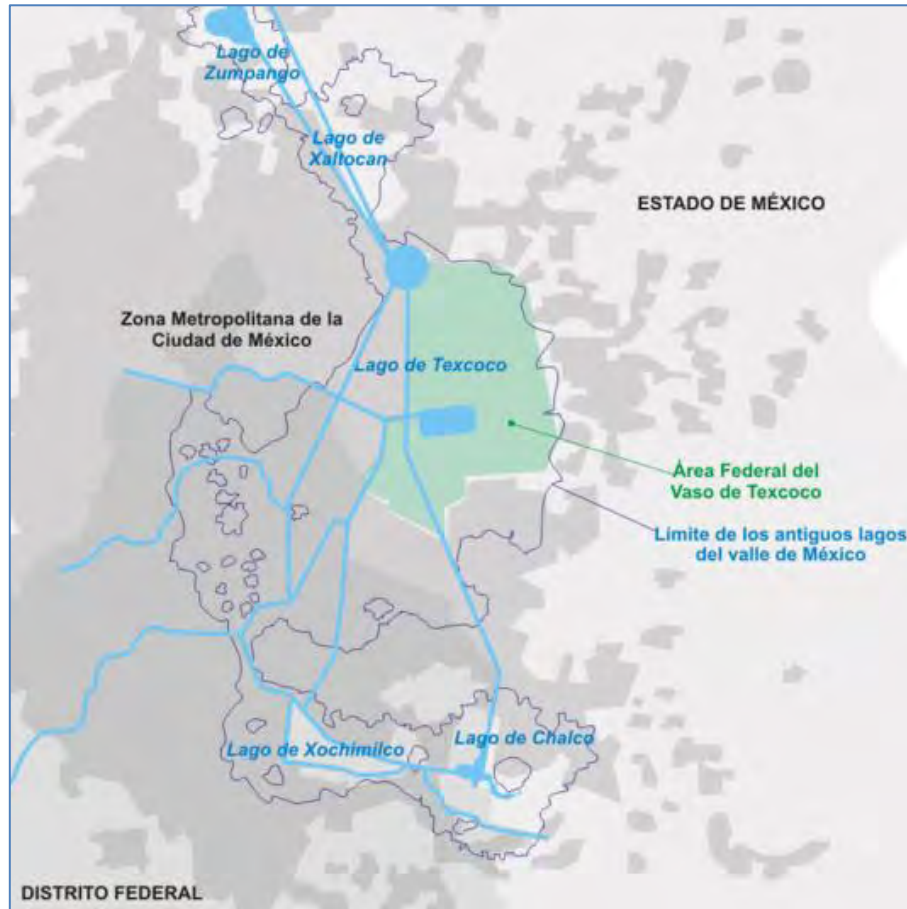 Lago de
Zumpango
Lago de
Xaltocan
ESTADO DE MÉXICO
Zona Metropolitana de la
Ciudad de México
Lago de Texcoco
Área Federal del
Vaso de Texcoco
Límite de los antiguos lagos
del valle de México
Lago de Xochimilco
Lago de Chalco
DISTRITO FEDERAL